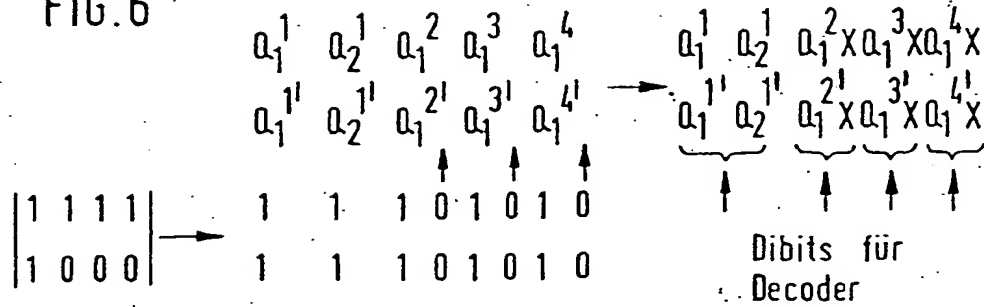 FIG.6
a₁¹ a₂¹ a₁² a₁³ a₁⁴ → a₁¹ a₂¹ a₁²X a₁³X a₁⁴X
a₁¹' a₂¹' a₁²' a₁³' a₁⁴' a₁¹' a₂¹' a₁²'X a₁³'X a₁⁴'X
|1 1 1 1| → 1 1 1 0 1 0 1 0
|1 0 0 0| 1 1 1 0 1 0 1 0
Dibits für
Decoder